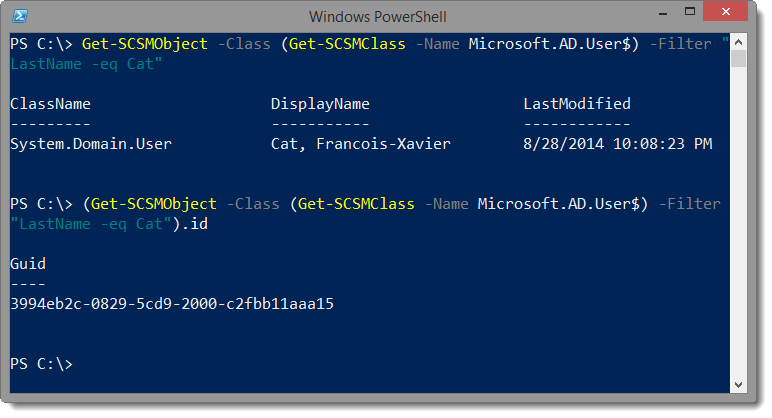 Windows PowerShell
PS C:\> Get-SCSMObject -Class (Get-SCSMClass -Name Microsoft.AD.User$) -Filter "
LastName -eq Cat"
ClassName DisplayName LastModified
--------- ----------- ------------
System.Domain.User Cat, Francois-Xavier 8/28/2014 10:08:23 PM
PS C:\> (Get-SCSMObject -Class (Get-SCSMClass -Name Microsoft.AD.User$) -Filter
"LastName -eq Cat").id
Guid
----
3994eb2c-0829-5cd9-2000-c2fbb11aaa15
PS C:\>